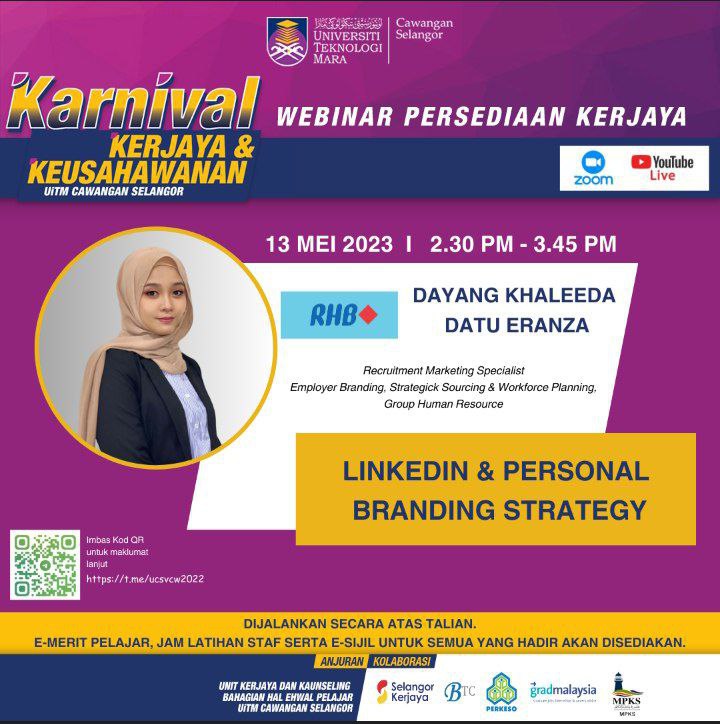 UNIVERSITI
TEKNOLOGI
MARA
Cawangan
Selangor
Karnival
KERJAYA &
KEUSAHAWANAN
UiTM CAWANGAN SELANGOR
WEBINAR PERSEDIAAN KERJAYA
zoom
YouTube
Live
13 MEI 2023 I 2.30 PM - 3.45 PM
RHB
DAYANG KHALEEDA
DATU ERANZA
Recruitment Marketing Specialist
Employer Branding, Strategick Sourcing & Workforce Planning,
Group Human Resource
LINKEDIN & PERSONAL
BRANDING STRATEGY
Imbas Kod QR
untuk maklumat
lanjut
https://t.me/ucsvcw2022
DIJALANKAN SECARA ATAS TALIAN.
E-MERIT PELAJAR, JAM LATIHAN STAF SERTA E-SIJIL UNTUK SEMUA YANG HADIR AKAN DISEDIAKAN.
ANJURAN KOLABORASI
UNIT KERJAYA DAN KAUNSELING
BAHAGIAN HAL EHWAL PELAJAR
UiTM CAWANGAN SELANGOR
Selangor
Kerjaya
BTC
PERKESO
gradmalaysia
MPKS
MPKS